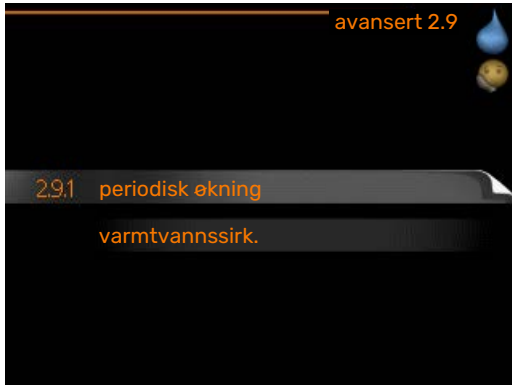 avansert 2.9
2.9.1 periodisk økning
varmtvannssirk.